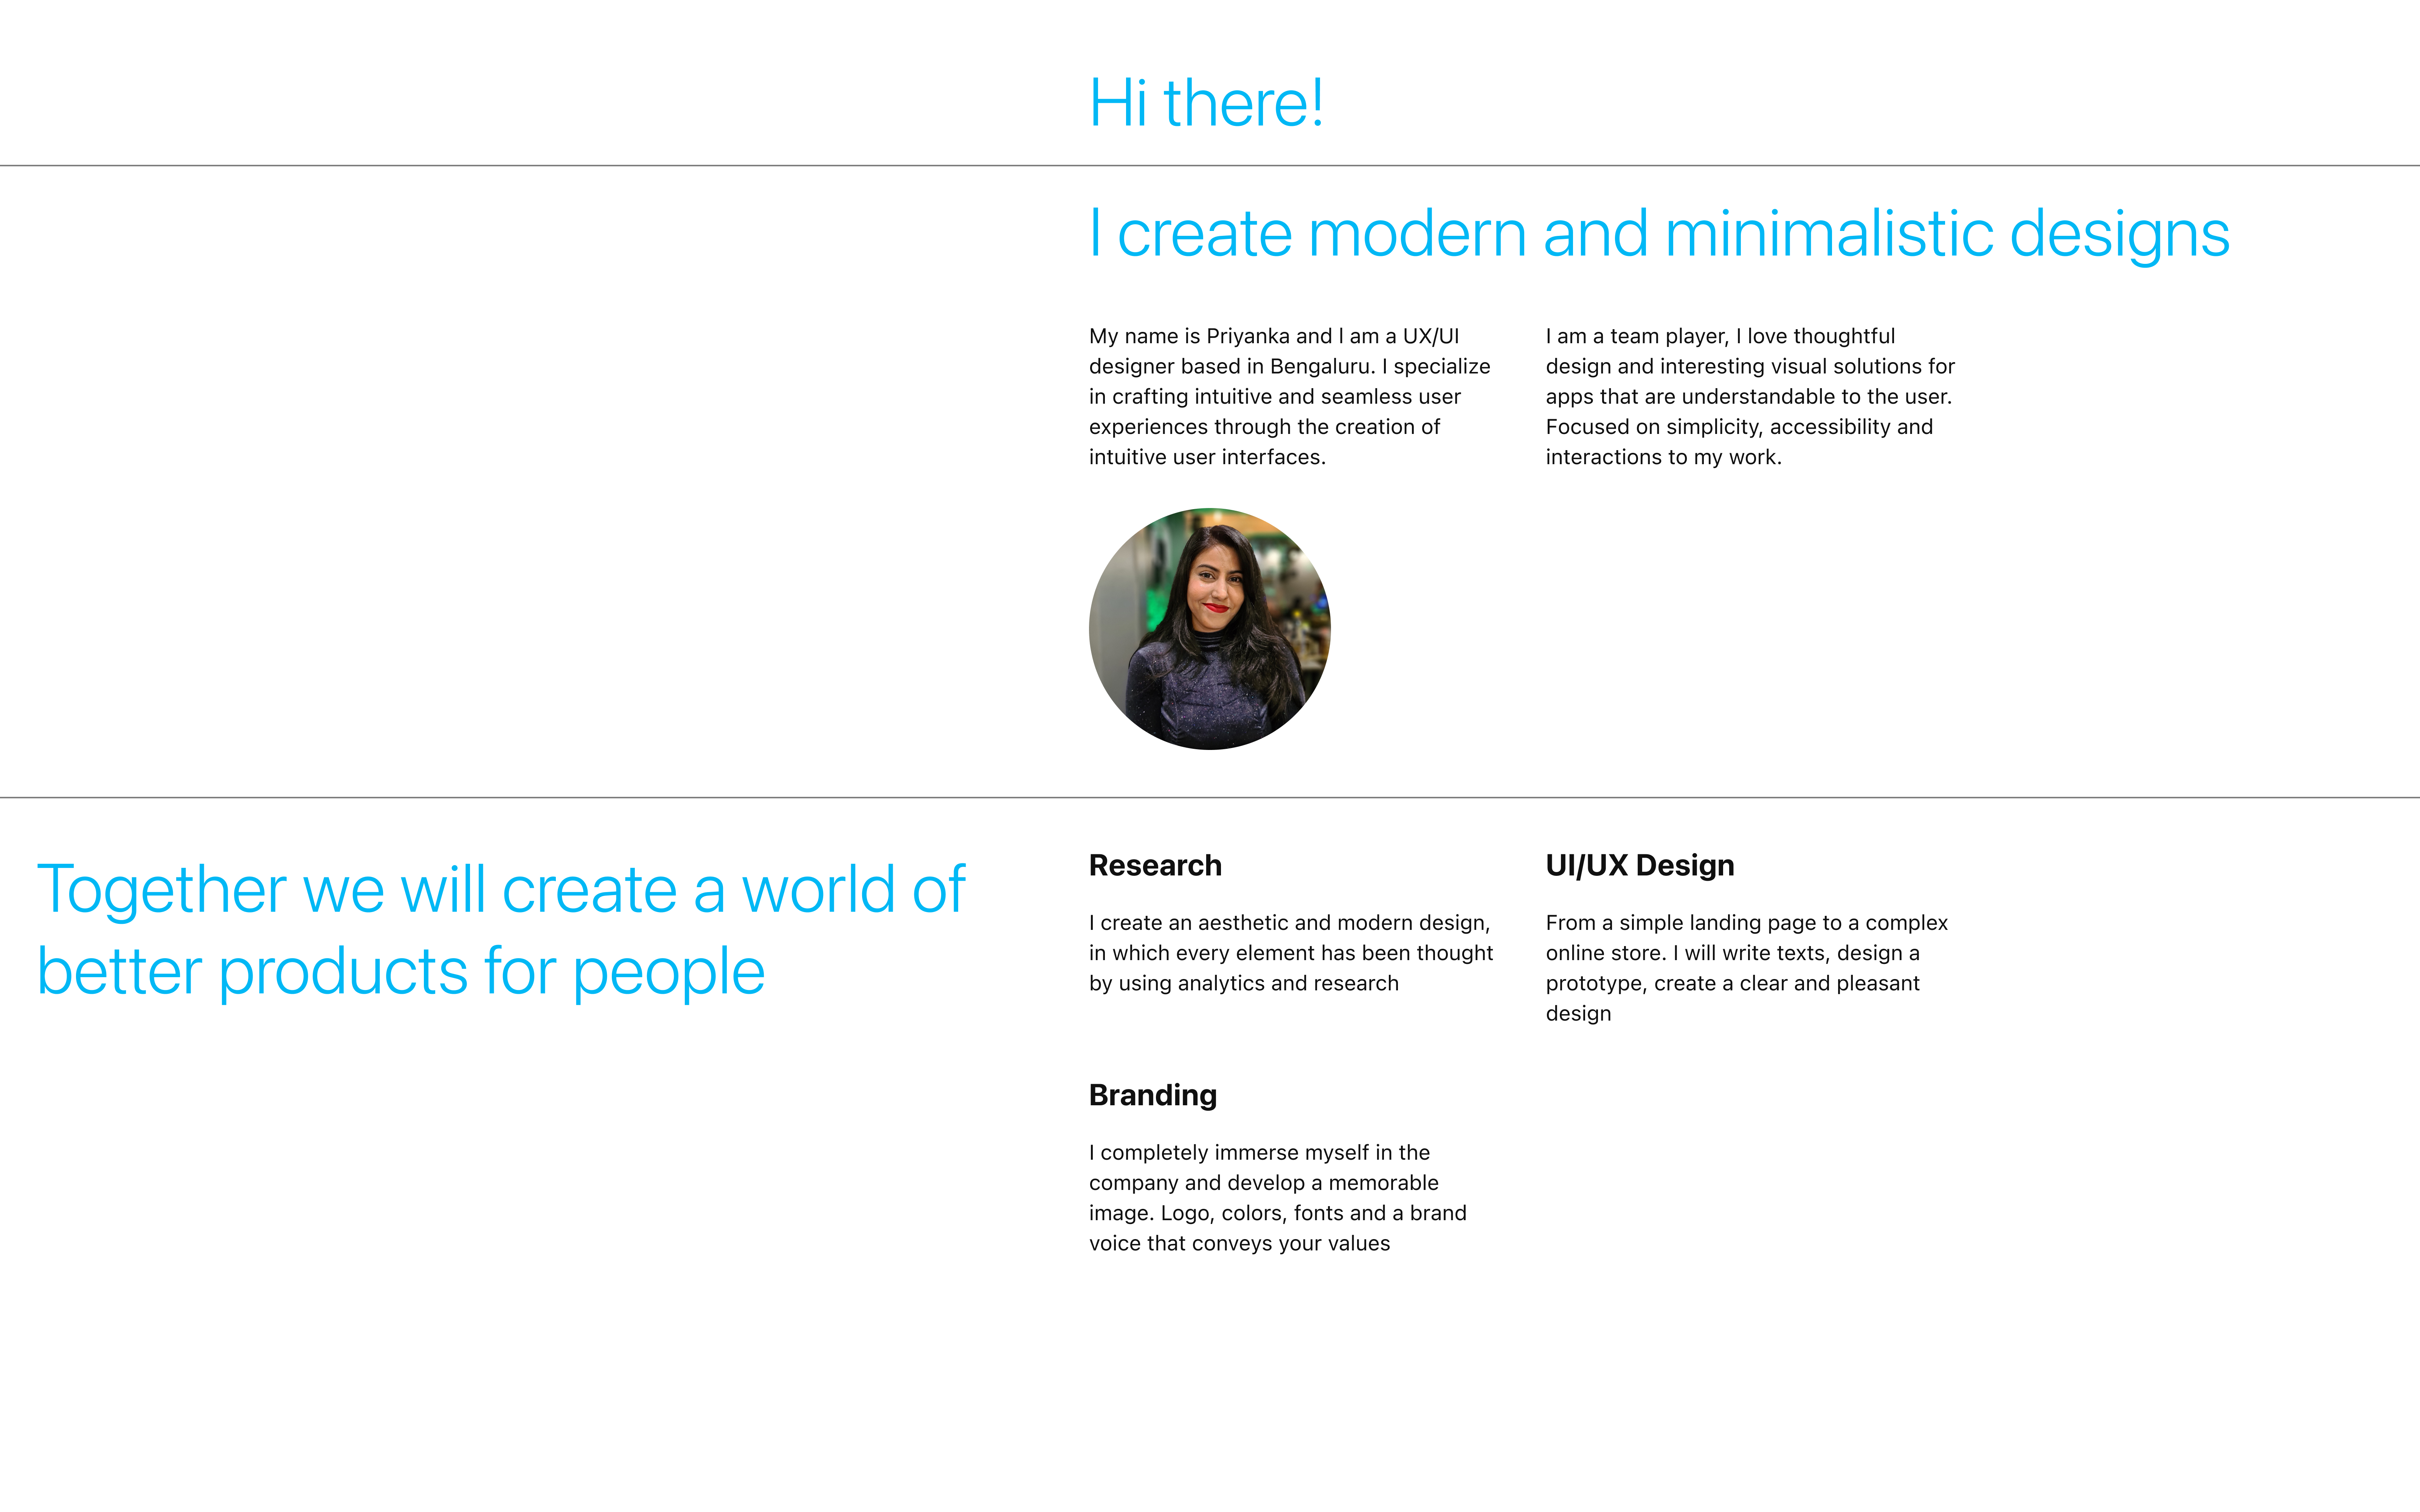 Hi there!
I create modern and minimalistic designs
My name is Priyanka and I am a UX/UI
designer based in Bengaluru. I specialize
in crafting intuitive and seamless user
experiences through the creation of
intuitive user interfaces.
I am a team player, I love thoughtful
design and interesting visual solutions for
apps that are understandable to the user.
Focused on simplicity, accessibility and
interactions to my work.
Together we will create a world of
better products for people
Research
I create an aesthetic and modern design,
in which every element has been thought
by using analytics and research
UI/UX Design
From a simple landing page to a complex
online store. I will write texts, design a
prototype, create a clear and pleasant
design
Branding
I completely immerse myself in the
company and develop a memorable
image. Logo, colors, fonts and a brand
voice that conveys your values